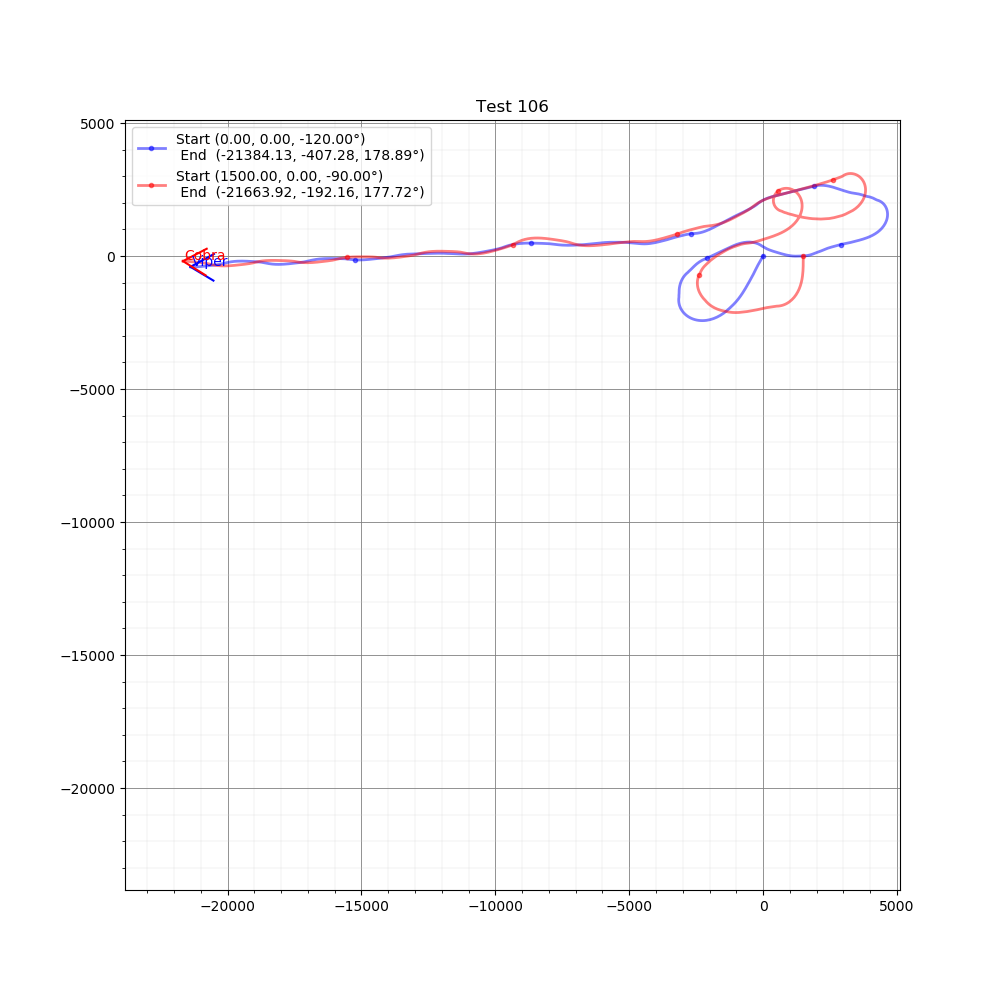 Test 106
Start (0.00, 0.00, -120.00°)
End (-21384.13, -407.28, 178.89°)
Start (1500.00, 0.00, -90.00°)
End (-21663.92, -192.16, 177.72°)
5000
0
−5000
−10000
−15000
−20000
Cobra
Viper
−20000
−15000
−10000
−5000
0
5000